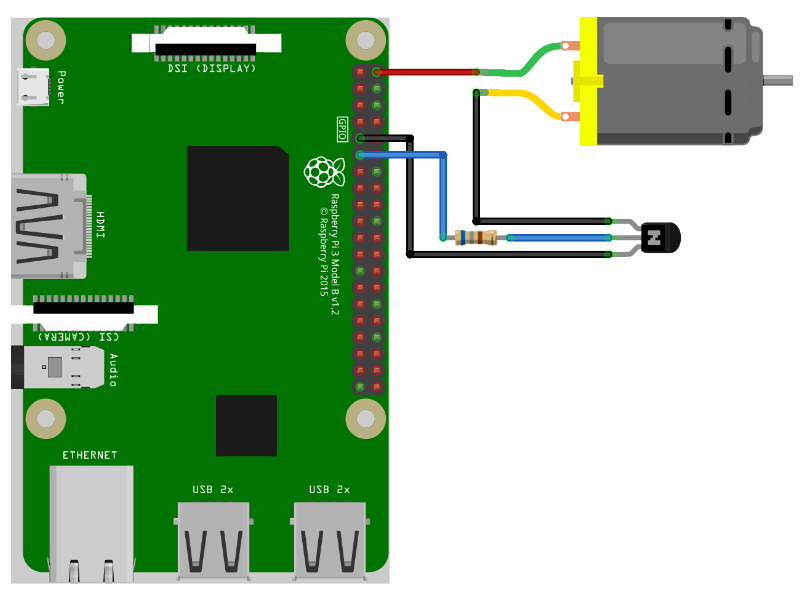 DSI (DISPLAY)
Power
GPIO
HDMI
Raspberry Pi 3 Model B v1.2
© Raspberry Pi 2015
CSI (CAMERA)
Audio
ETHERNET
USB 2x
USB 2x
N